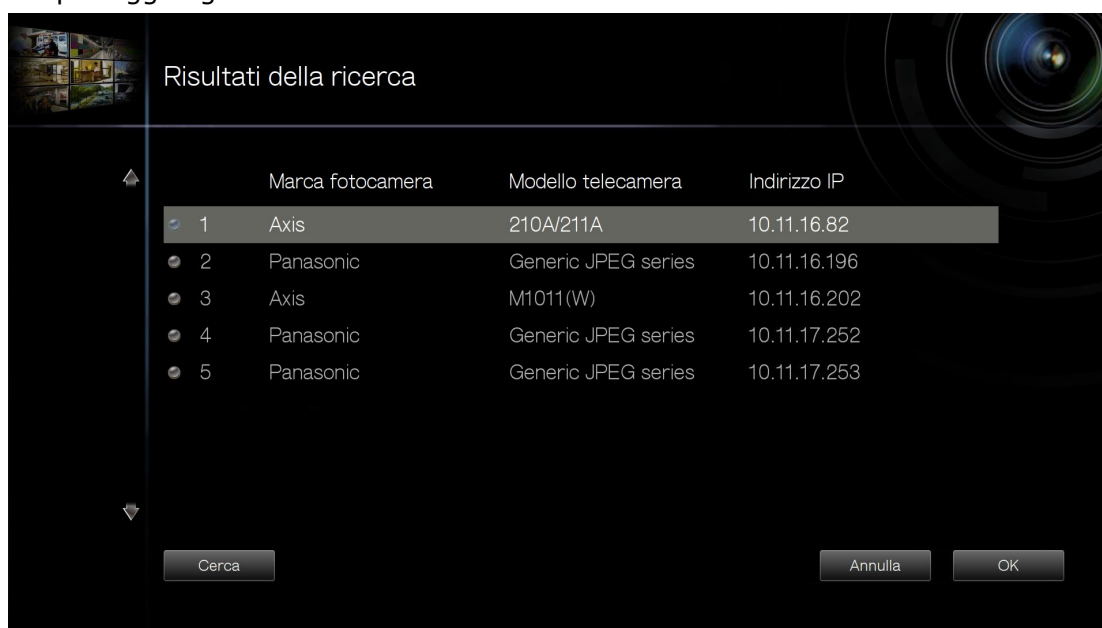 Risultati della ricerca
Marca fotocamera Modello telecamera Indirizzo IP
1 Axis 210A/211A 10.11.16.82
2 Panasonic Generic JPEG series 10.11.16.196
3 Axis M1011(W) 10.11.16.202
4 Panasonic Generic JPEG series 10.11.17.252
5 Panasonic Generic JPEG series 10.11.17.253
Cerca Annulla OK